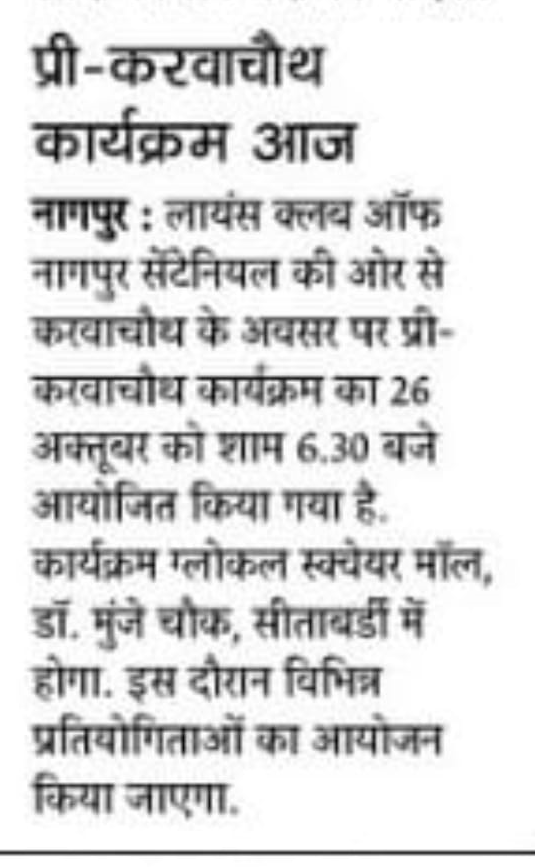 प्री-करवाचौथ
कार्यक्रम आज
नागपुर : लायंस क्लब ऑफ
नागपुर सेंटेनियल की ओर से
करवाचौथ के अवसर पर प्री-
करवाचौथ कार्यक्रम का 26
अक्तूबर को शाम 6.30 बजे
आयोजित किया गया है.
कार्यक्रम ग्लोकल स्क्वेयर मॉल,
डॉ. मुंजे चौक, सीताबर्डी में
होगा. इस दौरान विभिन्न
प्रतियोगिताओं का आयोजन
किया जाएगा.